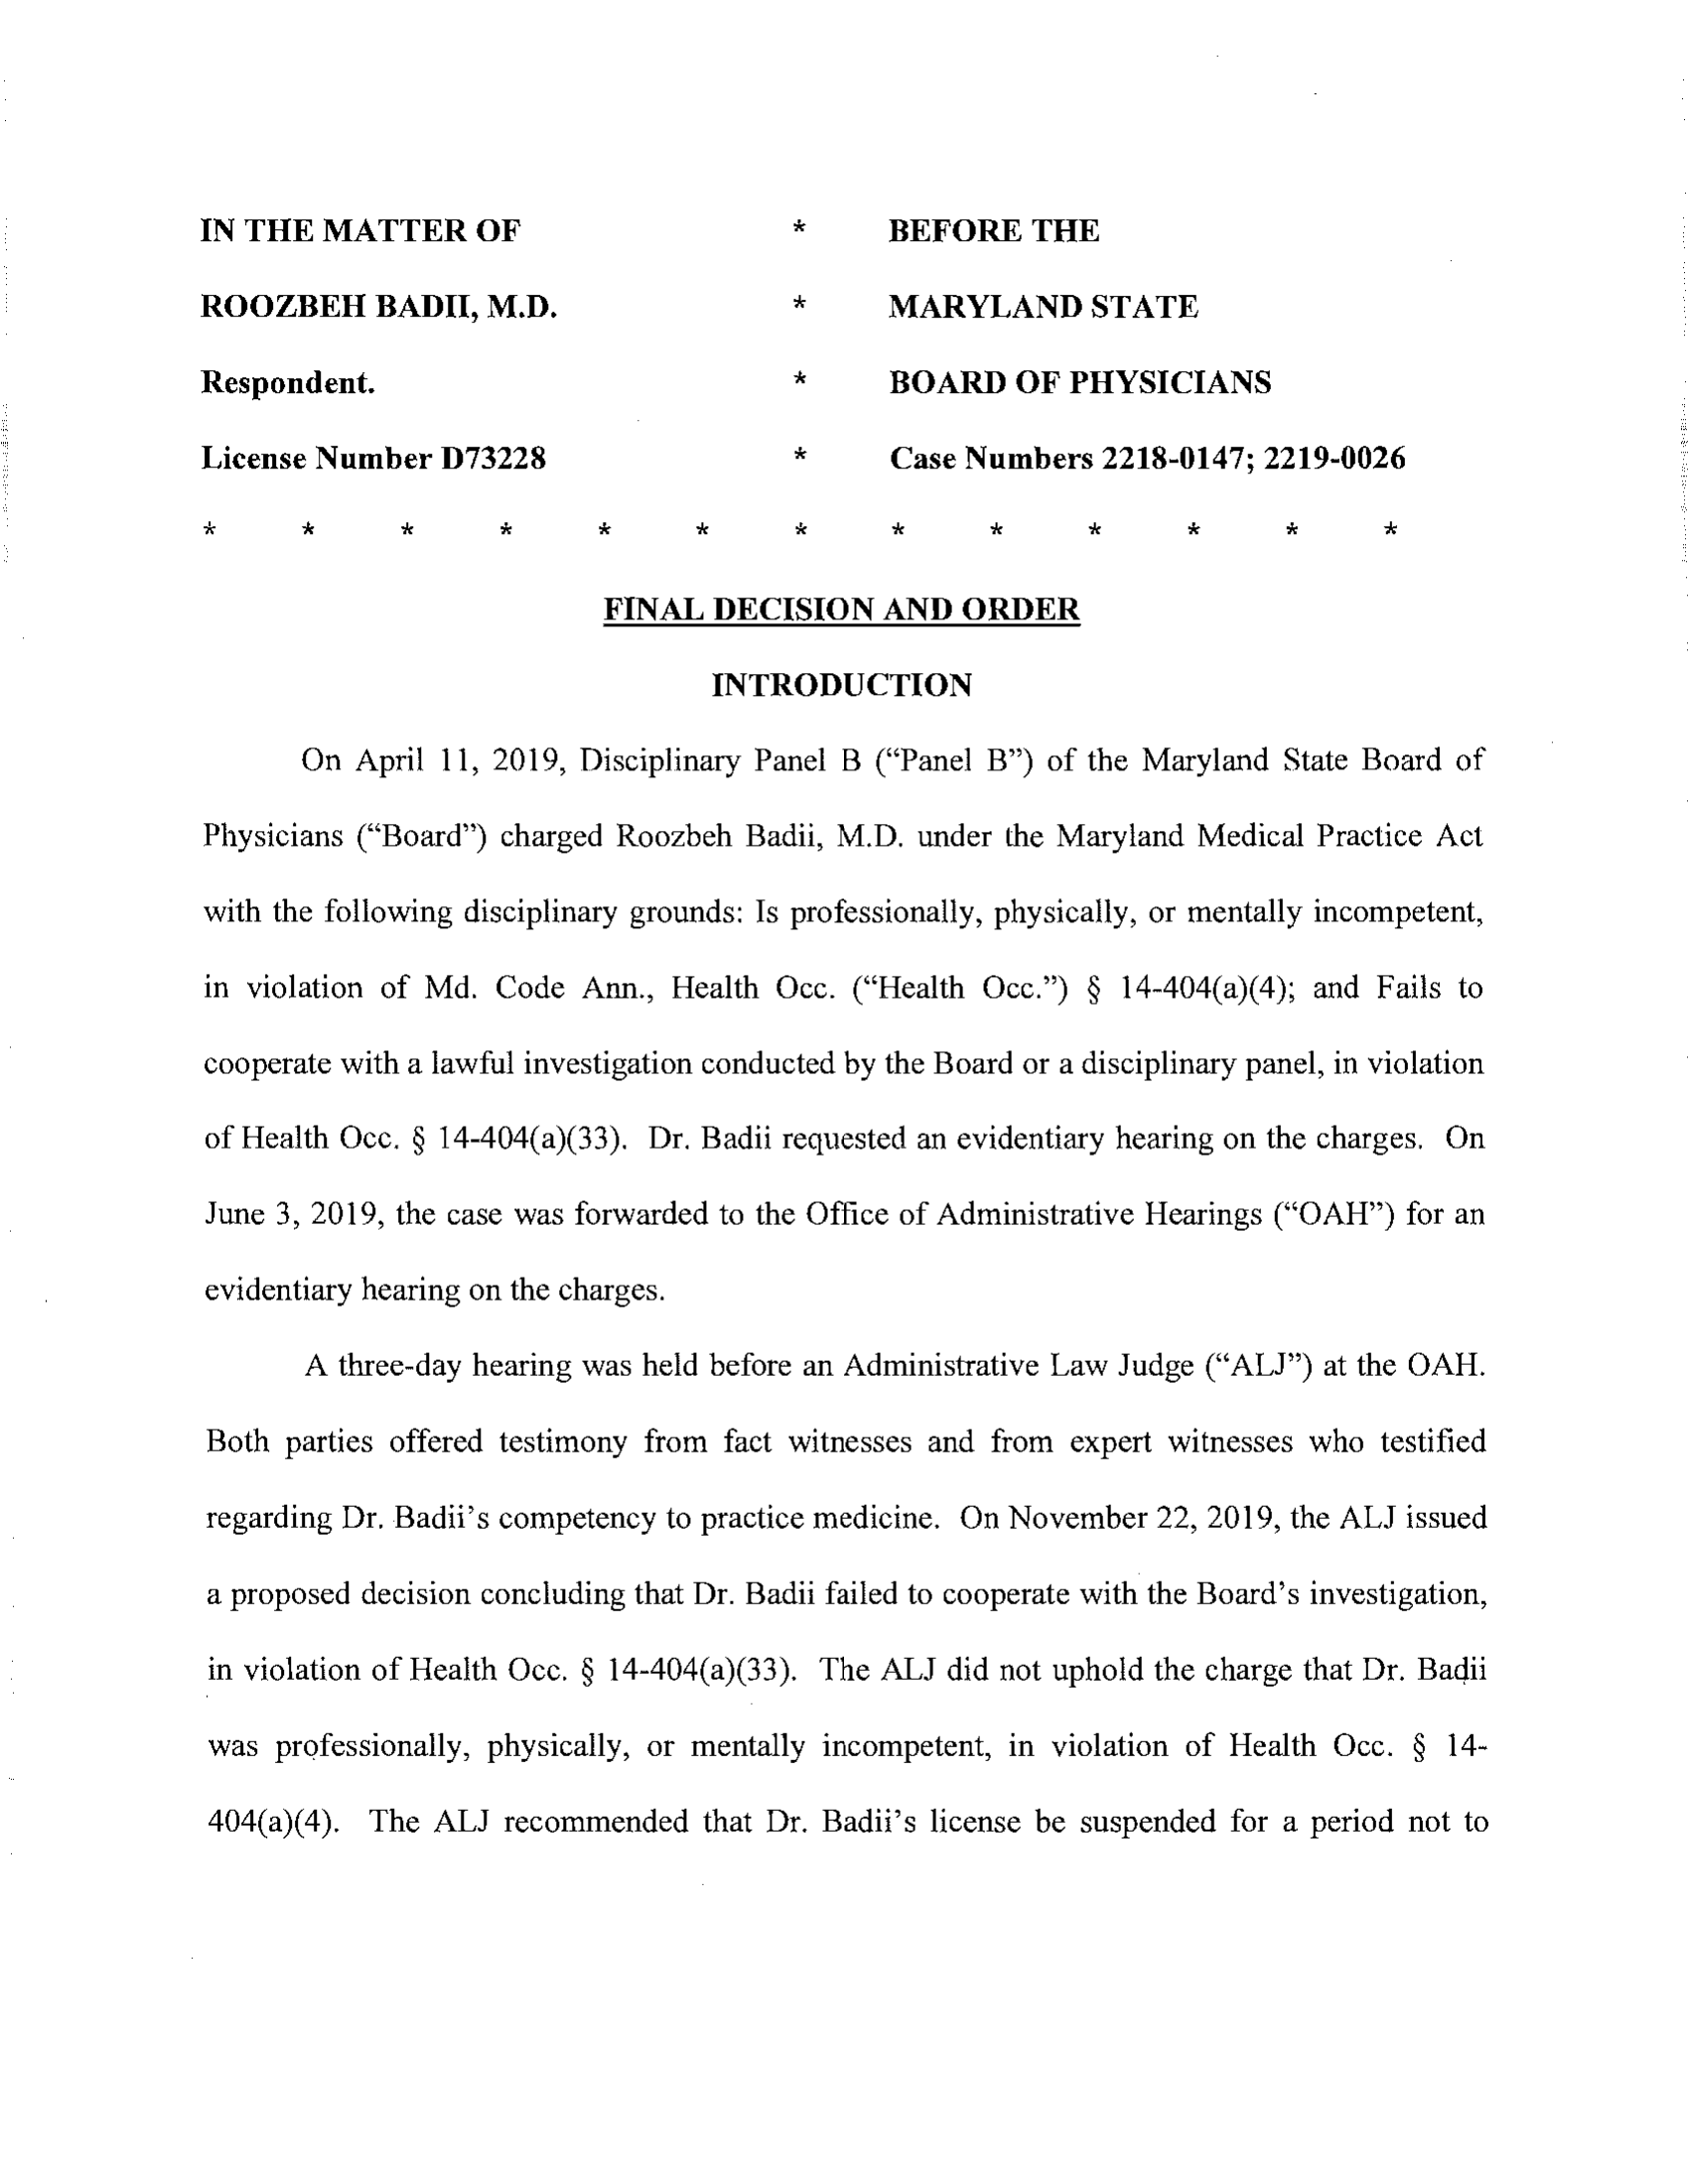 IN THE MATTER OF * BEFORE THE
ROOZBEH BADII, M.D. * MARYLAND STATE
Respondent. * BOARD OF PHYSICIANS
License Number D73228 * Case Numbers 2218-0147; 2219-0026
* * * * * * * * * * * * *
FINAL DECISION AND ORDER
INTRODUCTION
On April 11, 2019, Disciplinary Panel B (“Panel B”) of the Maryland State Board of
Physicians (“Board”) charged Roozbeh Badii, M.D. under the Maryland Medical Practice Act
with the following disciplinary grounds: Is professionally, physically, or mentally incompetent,
in violation of Md. Code Ann., Health Occ. (“Health Occ.”) § 14-404(a)(4); and Fails to
cooperate with a lawful investigation conducted by the Board or a disciplinary panel, in violation
of Health Occ. § 14-404(a)(33). Dr. Badii requested an evidentiary hearing on the charges. On
June 3, 2019, the case was forwarded to the Office of Administrative Hearings (“OAH”) for an
evidentiary hearing on the charges.
A three-day hearing was held before an Administrative Law Judge (“ALJ”) at the OAH.
Both parties offered testimony from fact witnesses and from expert witnesses who testified
regarding Dr. Badii’s competency to practice medicine. On November 22, 2019, the ALJ issued
a proposed decision concluding that Dr. Badii failed to cooperate with the Board’s investigation,
in violation of Health Occ. § 14-404(a)(33). The ALJ did not uphold the charge that Dr. Badii
was professionally, physically, or mentally incompetent, in violation of Health Occ. § 14-
404(a)(4). The ALJ recommended that Dr. Badii’s license be suspended for a period not to